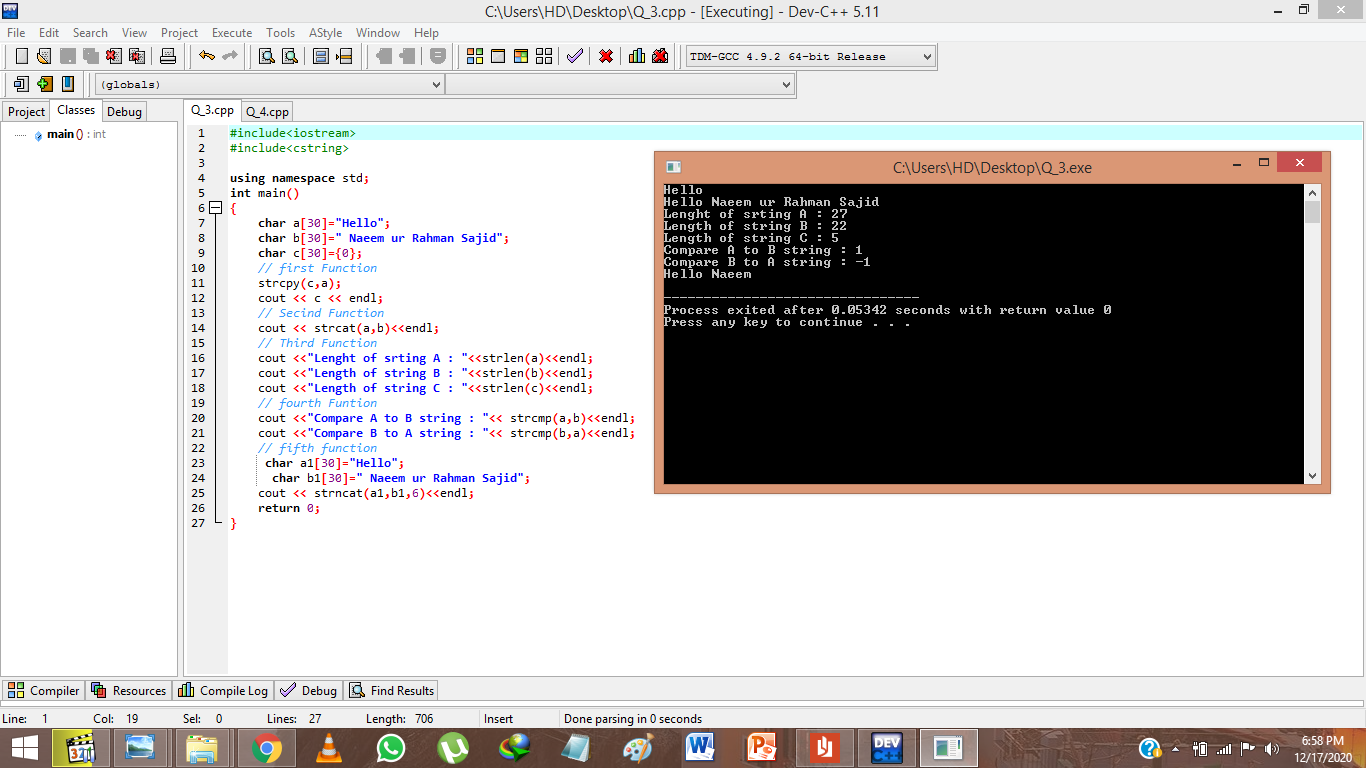 C:\Users\HD\Desktop\Q_3.cpp - [Executing] - Dev-C++ 5.11
File Edit Search View Project Execute Tools AStyle Window Help
TDM-GCC 4.9.2 64-bit Release
(globals)
Project Classes Debug
main () : int
Q_3.cpp Q_4.cpp
1 #include<iostream>
2 #include<cstring>
3
4 using namespace std;
5 int main()
6 {
7 char a[30]="Hello";
8 char b[30]=" Naeem ur Rahman Sajid";
9 char c[30]={0};
10 // first Function
11 strcpy(c,a);
12 cout << c << endl;
13 // Secind Function
14 cout << strcat(a,b)<<endl;
15 // Third Function
16 cout <<"Lenght of srting A : "<<strlen(a)<<endl;
17 cout <<"Length of string B : "<<strlen(b)<<endl;
18 cout <<"Length of string C : "<<strlen(c)<<endl;
19 // fourth Funtion
20 cout <<"Compare A to B string : "<< strcmp(a,b)<<endl;
21 cout <<"Compare B to A string : "<< strcmp(b,a)<<endl;
22 // fifth function
23 char a1[30]="Hello";
24 char b1[30]=" Naeem ur Rahman Sajid";
25 cout << strncat(a1,b1,6)<<endl;
26 return 0;
27 }
C:\Users\HD\Desktop\Q_3.exe
Hello
Hello Naeem ur Rahman Sajid
Lenght of srting A : 27
Length of string B : 22
Length of string C : 5
Compare A to B string : 1
Compare B to A string : -1
Hello Naeem
--------------------------------
Process exited after 0.05342 seconds with return value 0
Press any key to continue . . .
Compiler Resources Compile Log Debug Find Results
Line: 1 Col: 19 Sel: 0 Lines: 27 Length: 706 Insert Done parsing in 0 seconds
6:58 PM
12/17/2020